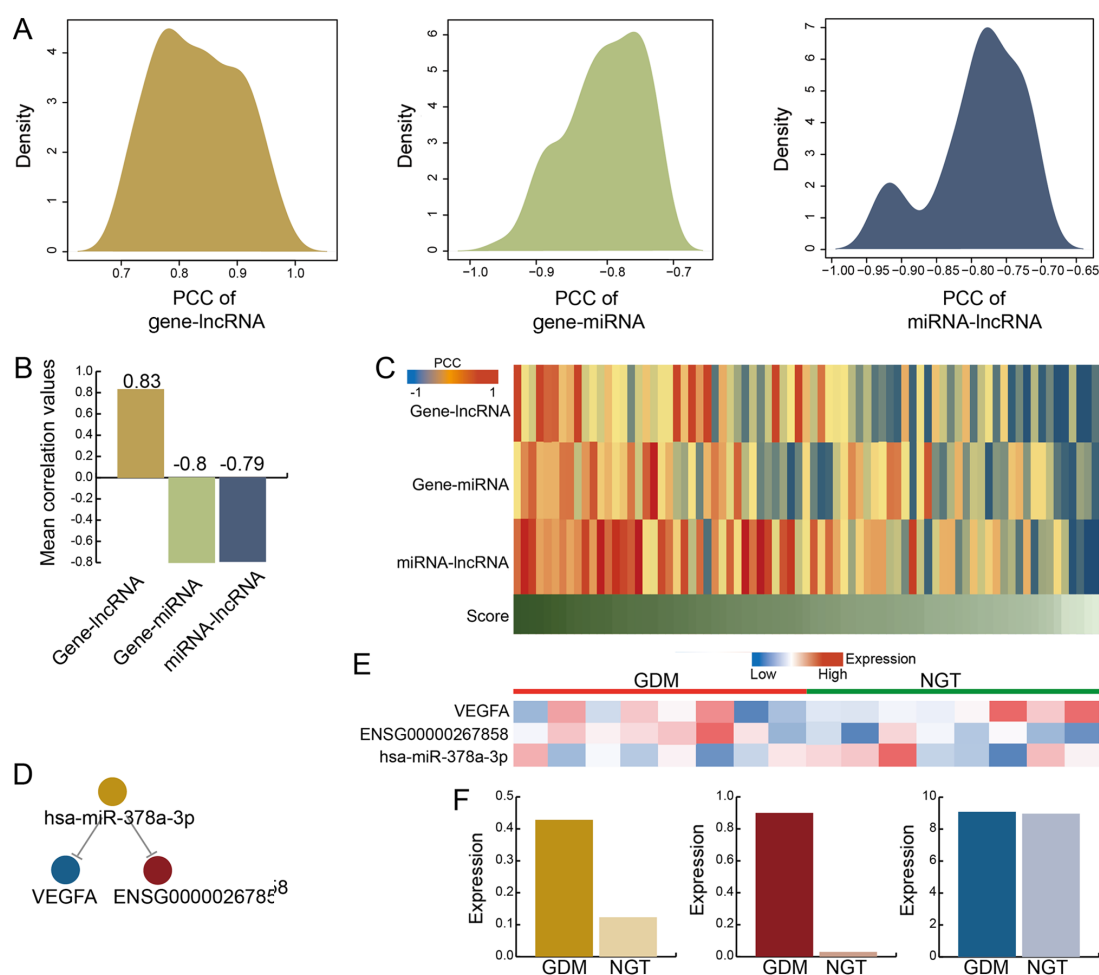 A
Density
4
3
2
1
0
0.7 0.8 0.9 1.0
PCC of
gene-lncRNA
Density
6
5
4
3
2
1
0
−1.0 −0.9 −0.8 −0.7
PCC of
gene-miRNA
Density
7
6
5
4
3
2
1
0
−1.00 −0.95 −0.90 −0.85 −0.80 −0.75 −0.70 −0.65
PCC of
miRNA-lncRNA
B
Mean correlation values
1.0
0.8
0.6
0.4
0.2
0.0
-0.2
-0.4
-0.6
-0.8
0.83
-0.8
-0.79
Gene-lncRNA
Gene-miRNA
miRNA-lncRNA
C
PCC
-1 1
Gene-lncRNA
Gene-miRNA
miRNA-lncRNA
Score
D
hsa-miR-378a-3p
VEGFA
ENSG00000267858
E
Expression
Low High
GDM NGT
VEGFA
ENSG00000267858
hsa-miR-378a-3p
F
Expression
0.5
0.4
0.3
0.2
0.1
0.0
GDM NGT
Expression
1.0
0.8
0.6
0.4
0.2
0.0
GDM NGT
Expression
10
8
6
4
2
0
GDM NGT